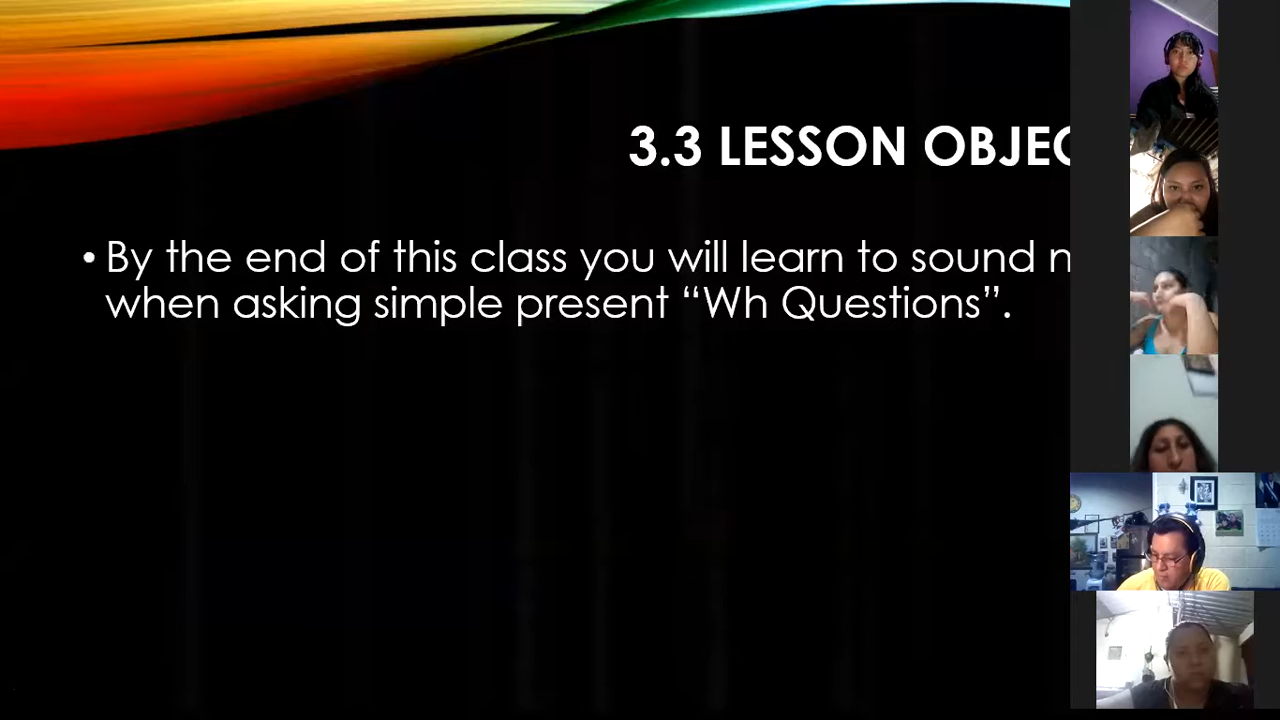 3.3 LESSON OBJEC
• By the end of this class you will learn to sound n
when asking simple present “Wh Questions”.